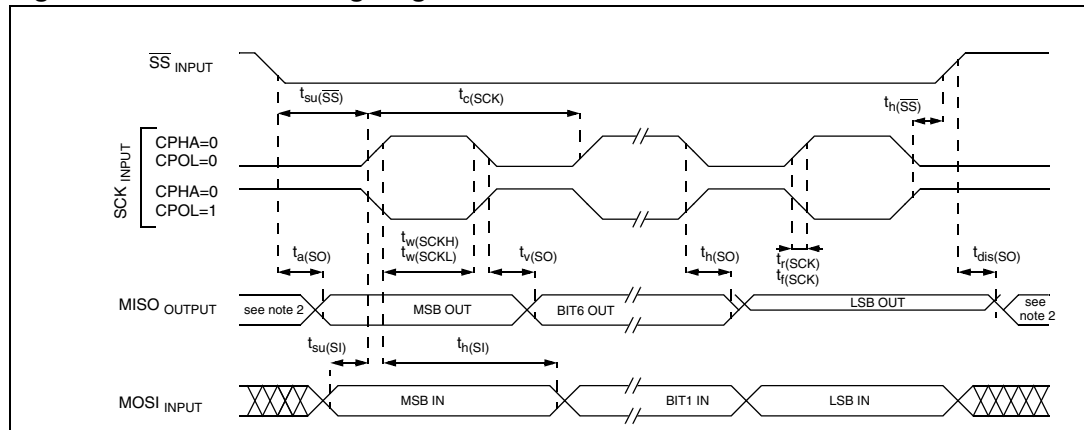 SS INPUT
tsu(SS)
tc(SCK)
th(SS)
SCK INPUT
CPHA=0
CPOL=0
CPHA=0
CPOL=1
ta(SO)
tw(SCKH)
tw(SCKL)
tv(SO)
th(SO)
tr(SCK)
tf(SCK)
tdis(SO)
MISO OUTPUT
see note 2
MSB OUT
BIT6 OUT
LSB OUT
see
note 2
tsu(SI)
th(SI)
MOSI INPUT
MSB IN
BIT1 IN
LSB IN